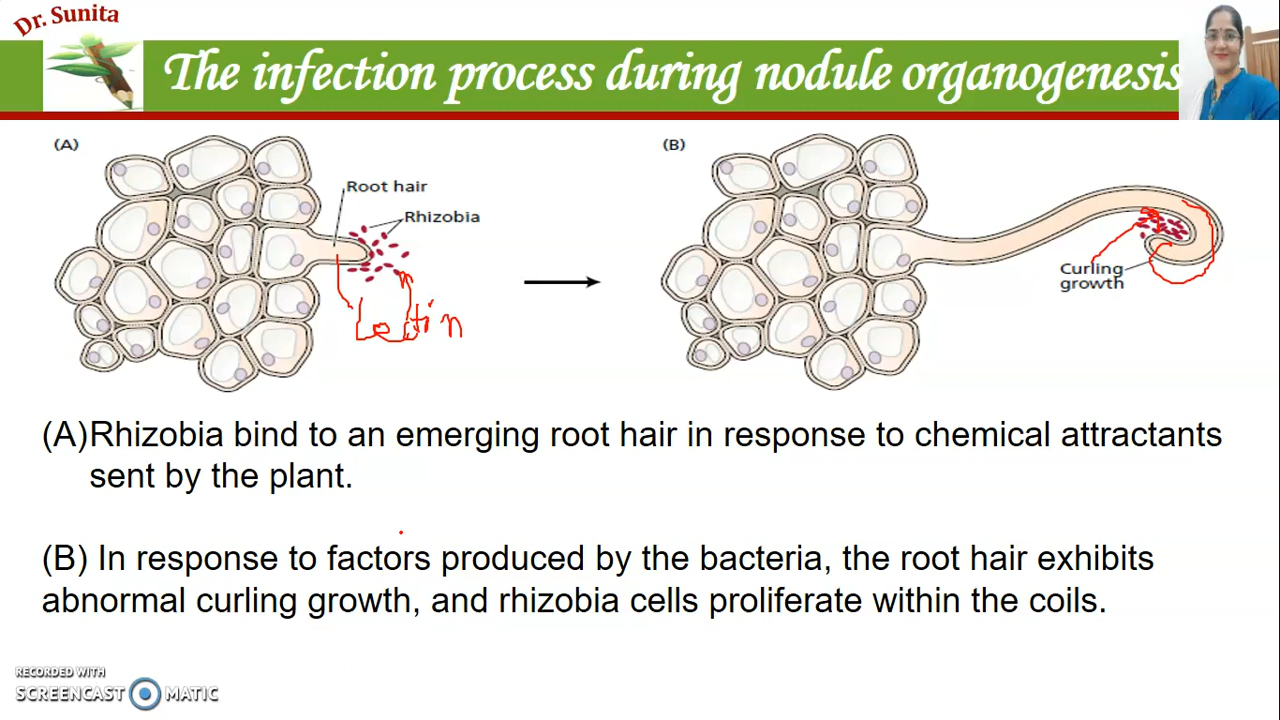 Dr. Sunita
The infection process during nodule organogenesis
(A)
(B)
Root hair
Rhizobia
Curling
growth
Lectin
(A)Rhizobia bind to an emerging root hair in response to chemical attractants
sent by the plant.
(B) In response to factors produced by the bacteria, the root hair exhibits
abnormal curling growth, and rhizobia cells proliferate within the coils.
RECORDED WITH
SCREENCAST MATIC